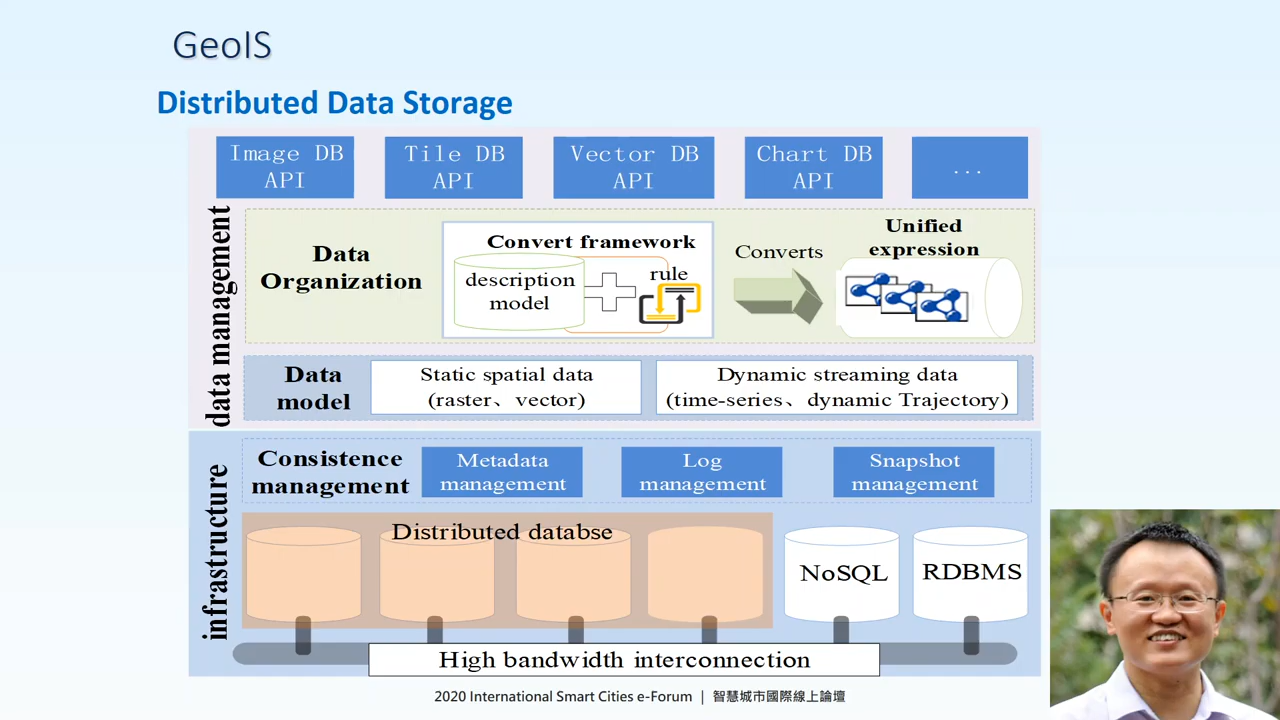 GeoIS
Distributed Data Storage
Image DB
API
Tile DB
API
Vector DB
API
Chart DB
API
...
data management
Data
Organization
Convert framework
description
model
rule
Converts
Unified
expression
Data
model
Static spatial data
(raster、vector)
Dynamic streaming data
(time-series、dynamic Trajectory)
infrastructure
Consistence
management
Metadata
management
Log
management
Snapshot
management
Distributed databse
NoSQL
RDBMS
High bandwidth interconnection
2020 International Smart Cities e-Forum | 智慧城市國際線上論壇